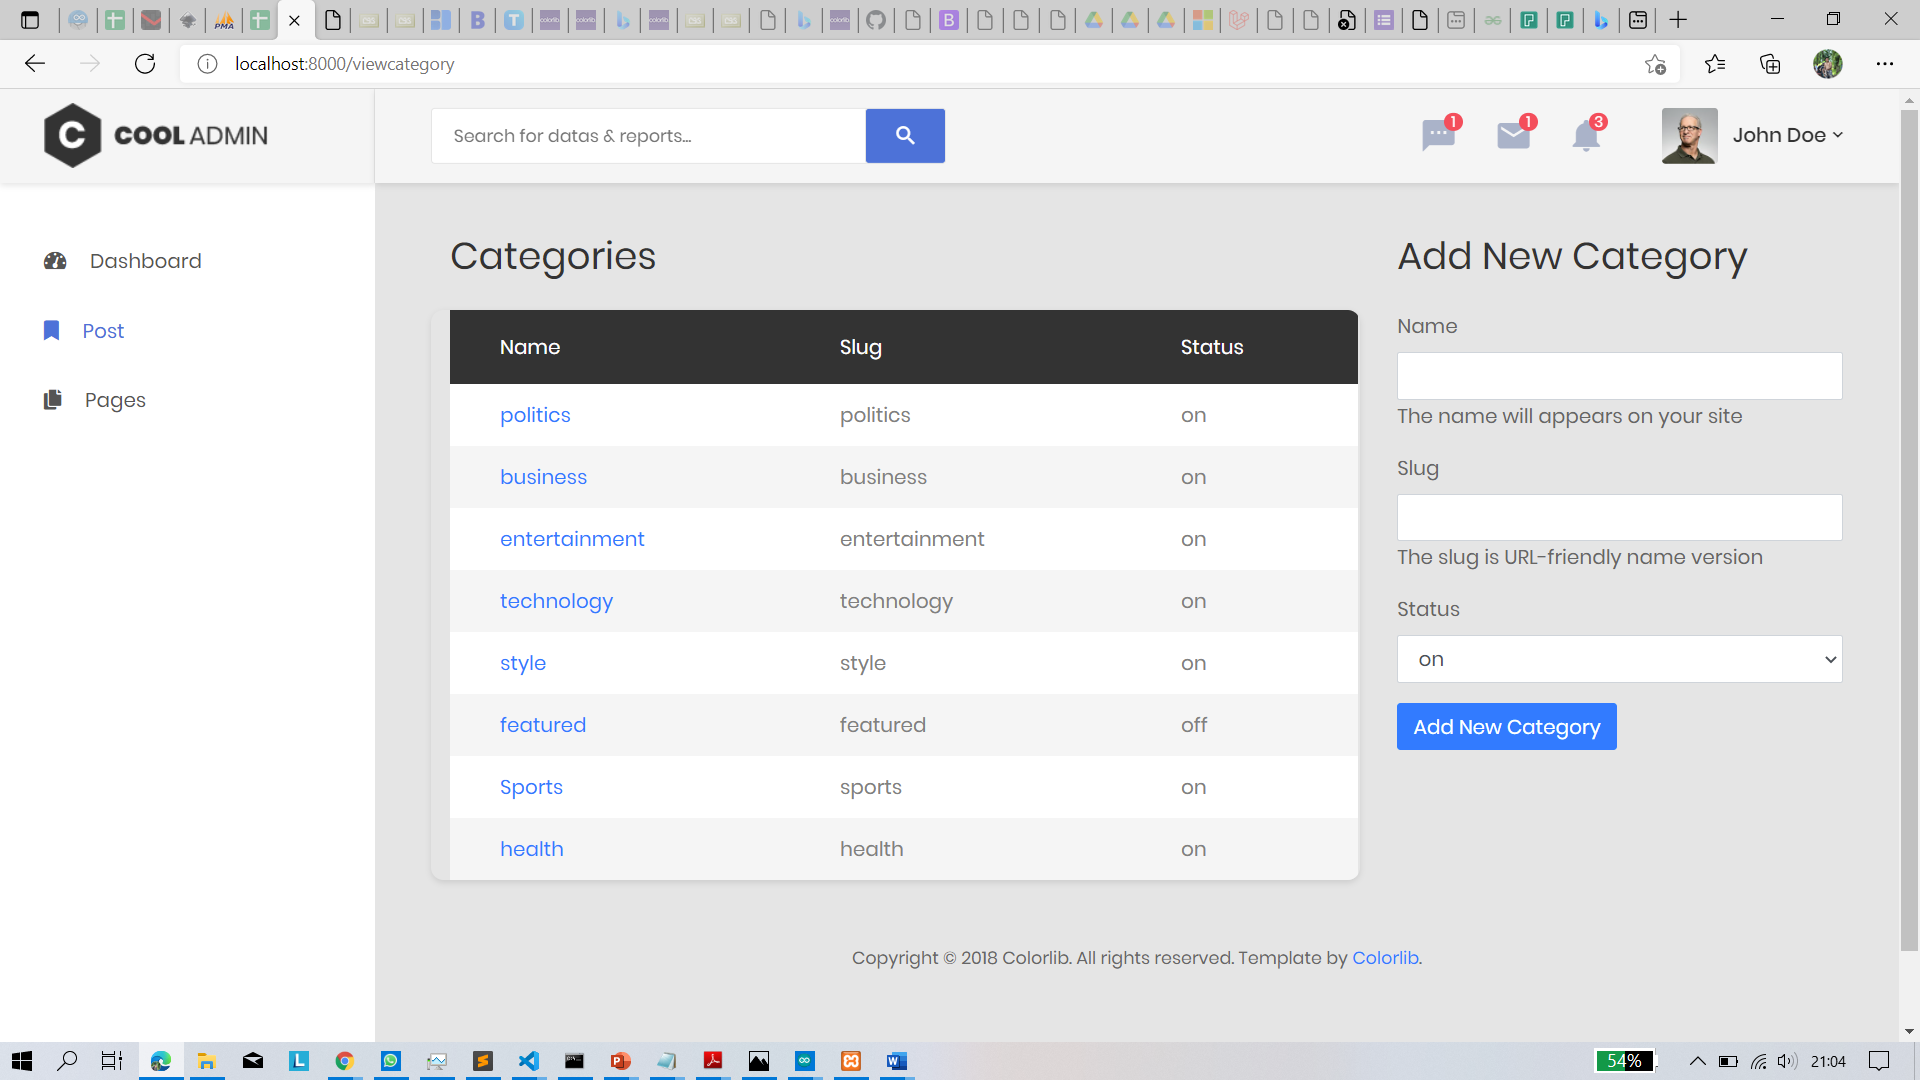 localhost:8000/viewcategory
C COOL ADMIN
Search for datas & reports...
1
1
3
John Doe
Dashboard
Post
Pages
Categories
Name Slug Status
politics politics on
business business on
entertainment entertainment on
technology technology on
style style on
featured featured off
Sports sports on
health health on
Add New Category
Name
The name will appears on your site
Slug
The slug is URL-friendly name version
Status
on
Add New Category
Copyright © 2018 Colorlib. All rights reserved. Template by Colorlib.
54%
21:04